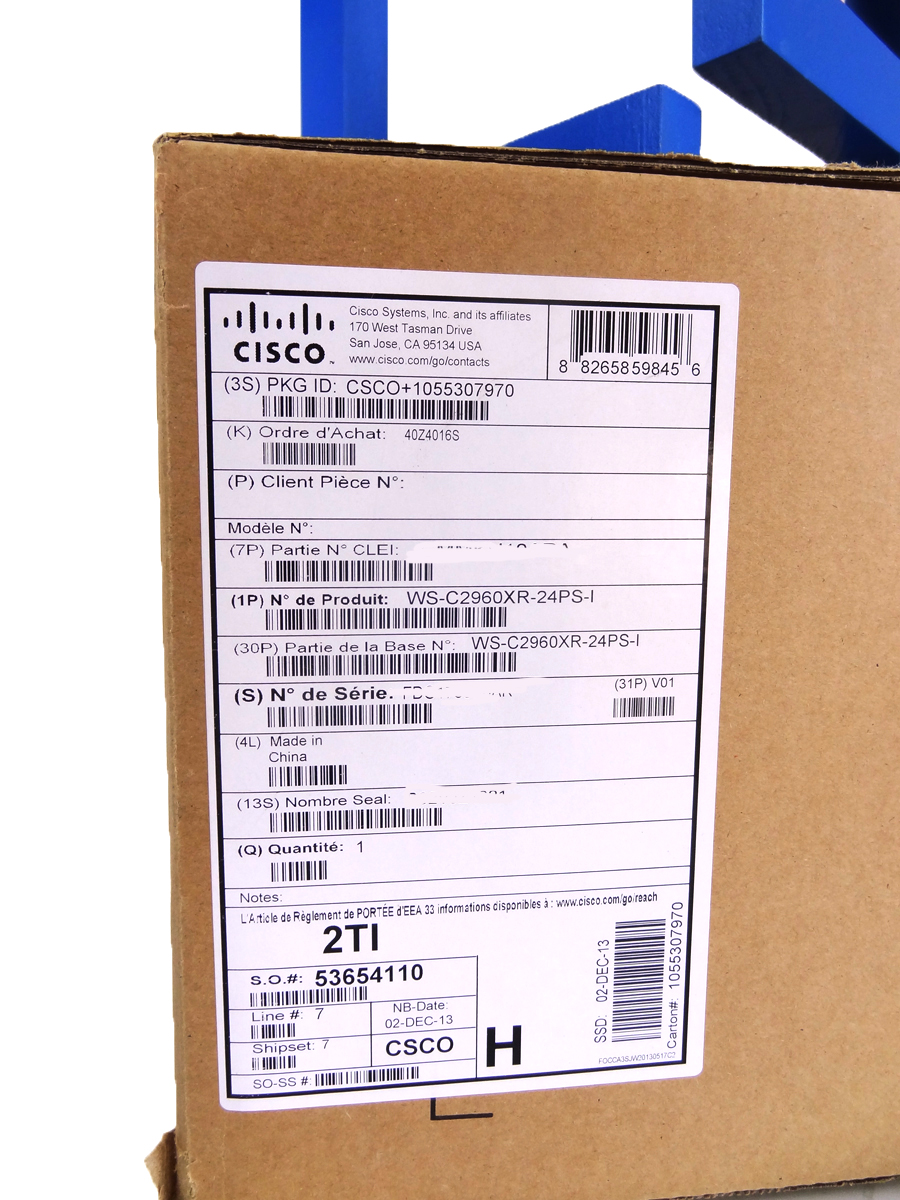 CISCO™
Cisco Systems, Inc. and its affiliates
170 West Tasman Drive
San Jose, CA 95134 USA
www.cisco.com/go/contacts
8 8265859845 6
(3S) PKG ID: CSCO+1055307970
(K) Ordre d'Achat: 40Z4016S
(P) Client Pièce N°:
Modèle N°:
(7P) Partie N° CLEI:
(1P) N° de Produit: WS-C2960XR-24PS-I
(30P) Partie de la Base N°: WS-C2960XR-24PS-I
(S) N° de Série.
(31P) V01
(4L) Made in
China
(13S) Nombre Seal:
(Q) Quantité: 1
Notes:
L'Article de Règlement de PORTÉE d'EEA 33 informations disponibles à : www.cisco.com/go/reach
2TI
S.O.#: 53654110
Line #: 7
NB-Date:
02-DEC-13
Shipset: 7
CSCO
SO-SS #:
H
SSD: 02-DEC-13
Carton#: 1055307970
FOCCA3SJW20130517C2